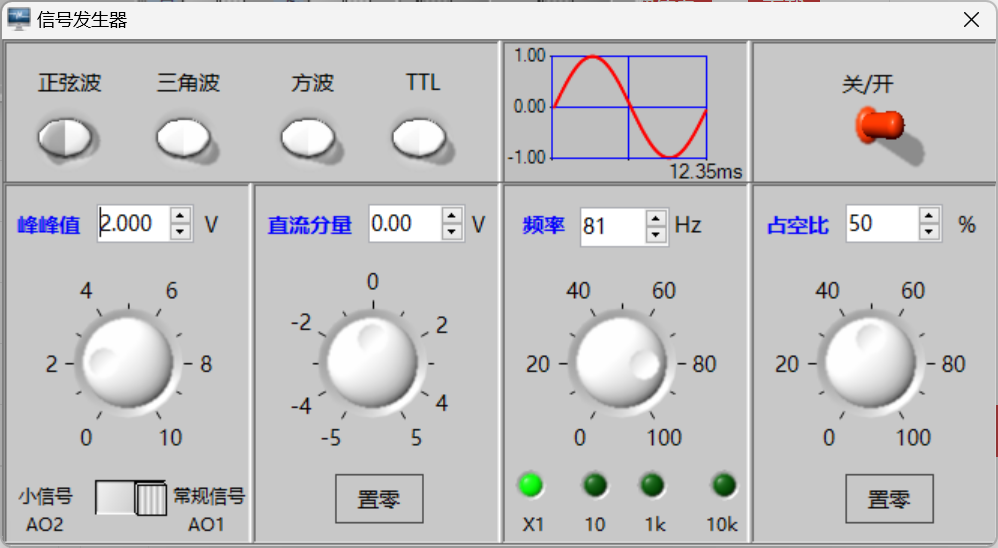 信号发生器
正弦波 三角波 方波 TTL
1.00
0.00
-1.00
12.35ms
关/开
峰峰值 2.000 V
直流分量 0.00 V
频率 81 Hz
占空比 50 %
4 6
2 8
0 10
0
-2 2
-4 4
-5 5
40 60
20 80
0 100
40 60
20 80
0 100
小信号 常规信号
AO2 AO1
置零
X1 10 1k 10k
置零